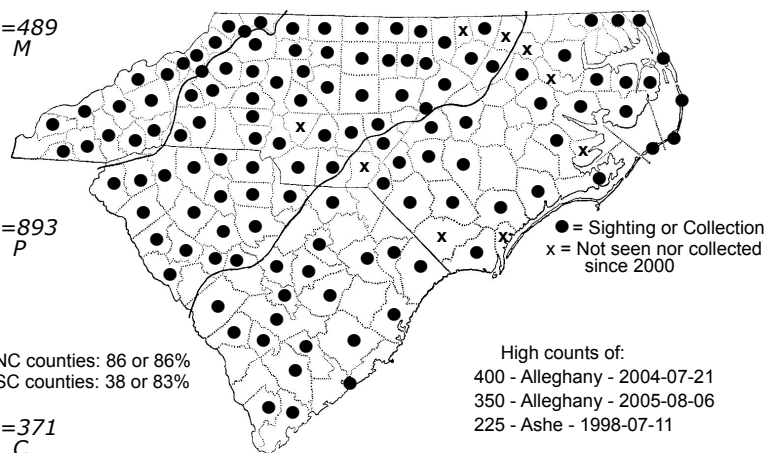 =489
M
=893
P
=371
C
x
x
x
x
x
x
x
x
x
● = Sighting or Collection
x = Not seen nor collected
since 2000
NC counties: 86 or 86%
SC counties: 38 or 83%
High counts of:
400 - Alleghany - 2004-07-21
350 - Alleghany - 2005-08-06
225 - Ashe - 1998-07-11